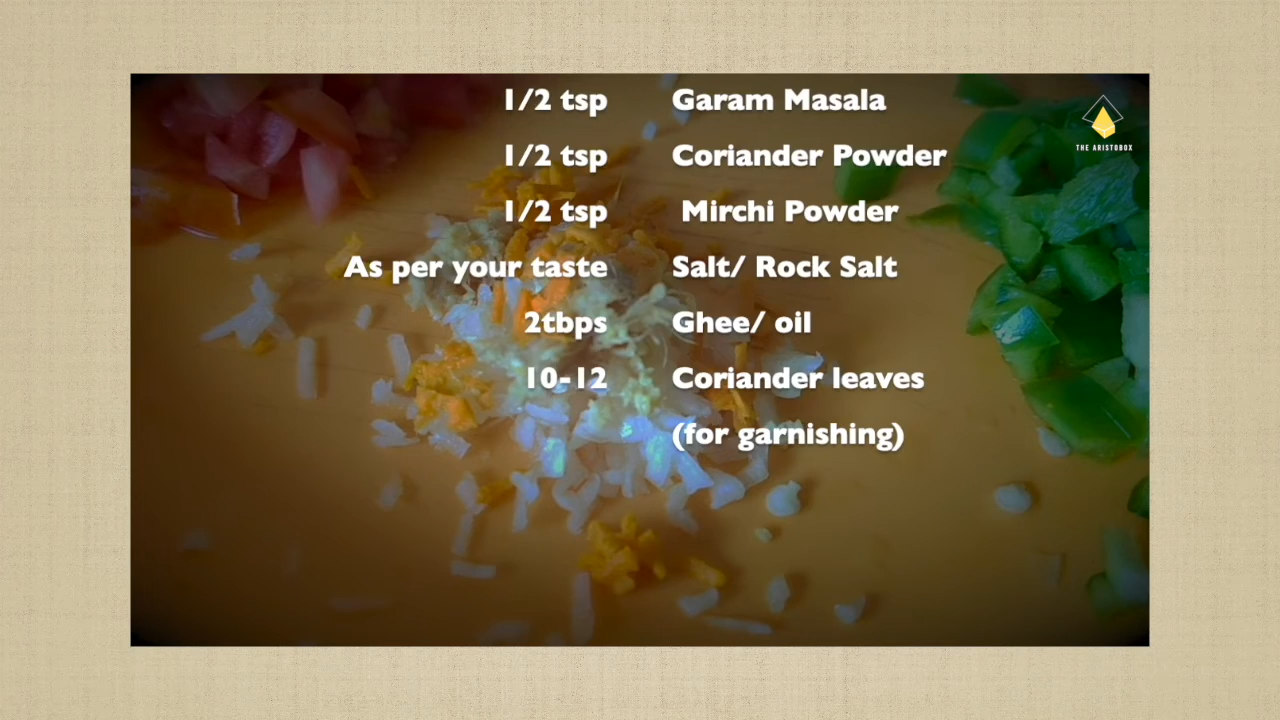 1/2 tsp Garam Masala
THE ARISTOBOX
1/2 tsp Coriander Powder
1/2 tsp Mirchi Powder
As per your taste Salt/ Rock Salt
2tbps Ghee/ oil
10-12 Coriander leaves
(for garnishing)